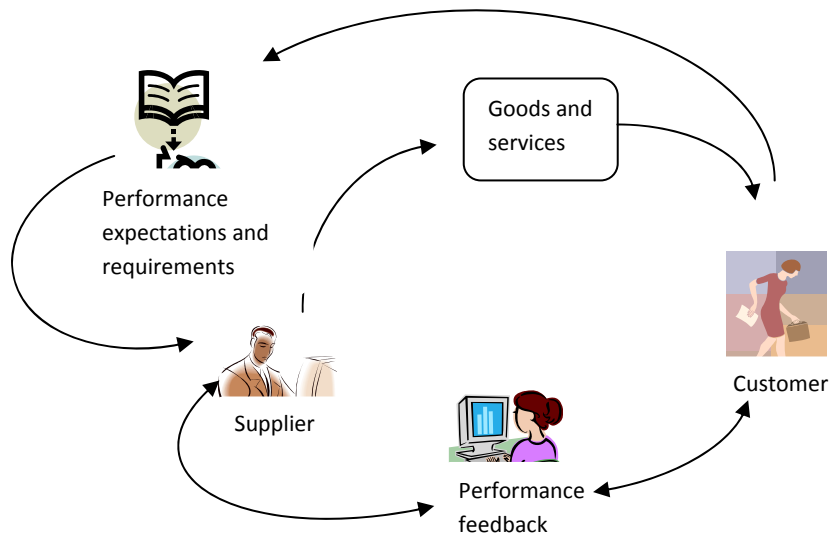 Goods and
services
Performance
expectations and
requirements
Customer
Supplier
Performance
feedback